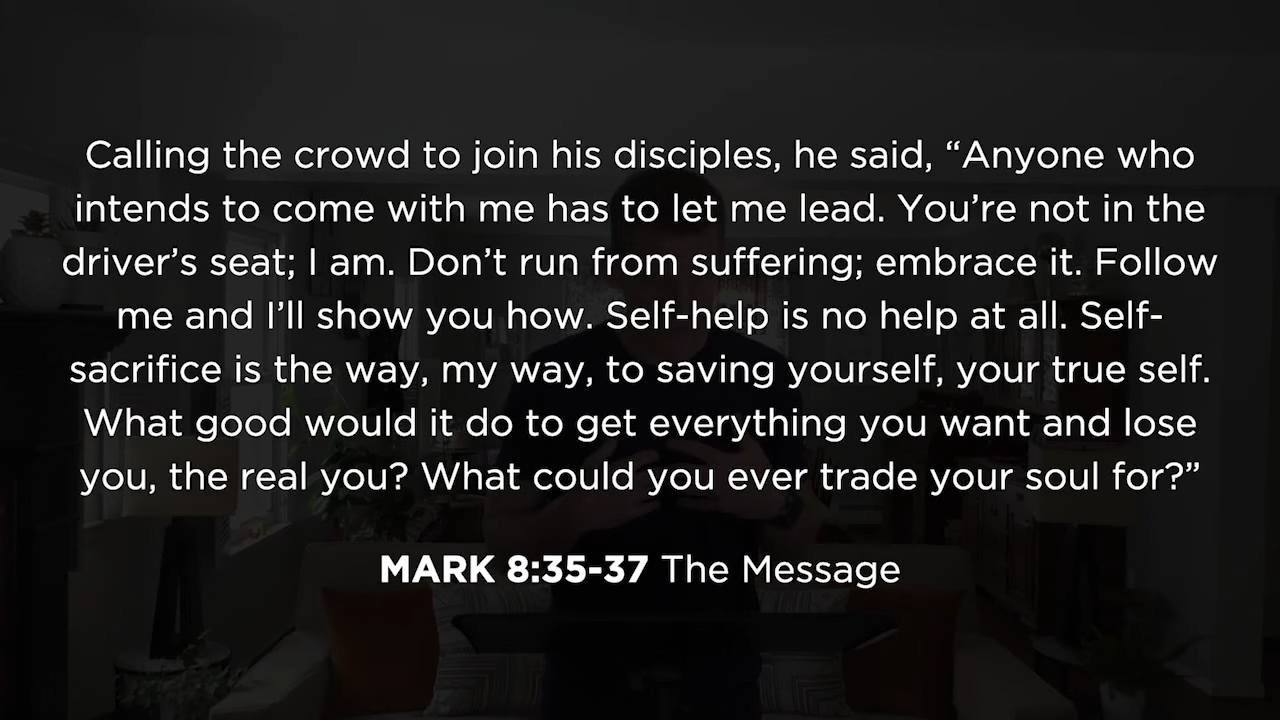 Calling the crowd to join his disciples, he said, “Anyone who
intends to come with me has to let me lead. You’re not in the
driver’s seat; I am. Don’t run from suffering; embrace it. Follow
me and I’ll show you how. Self-help is no help at all. Self-
sacrifice is the way, my way, to saving yourself, your true self.
What good would it do to get everything you want and lose
you, the real you? What could you ever trade your soul for?”
MARK 8:35-37 The Message